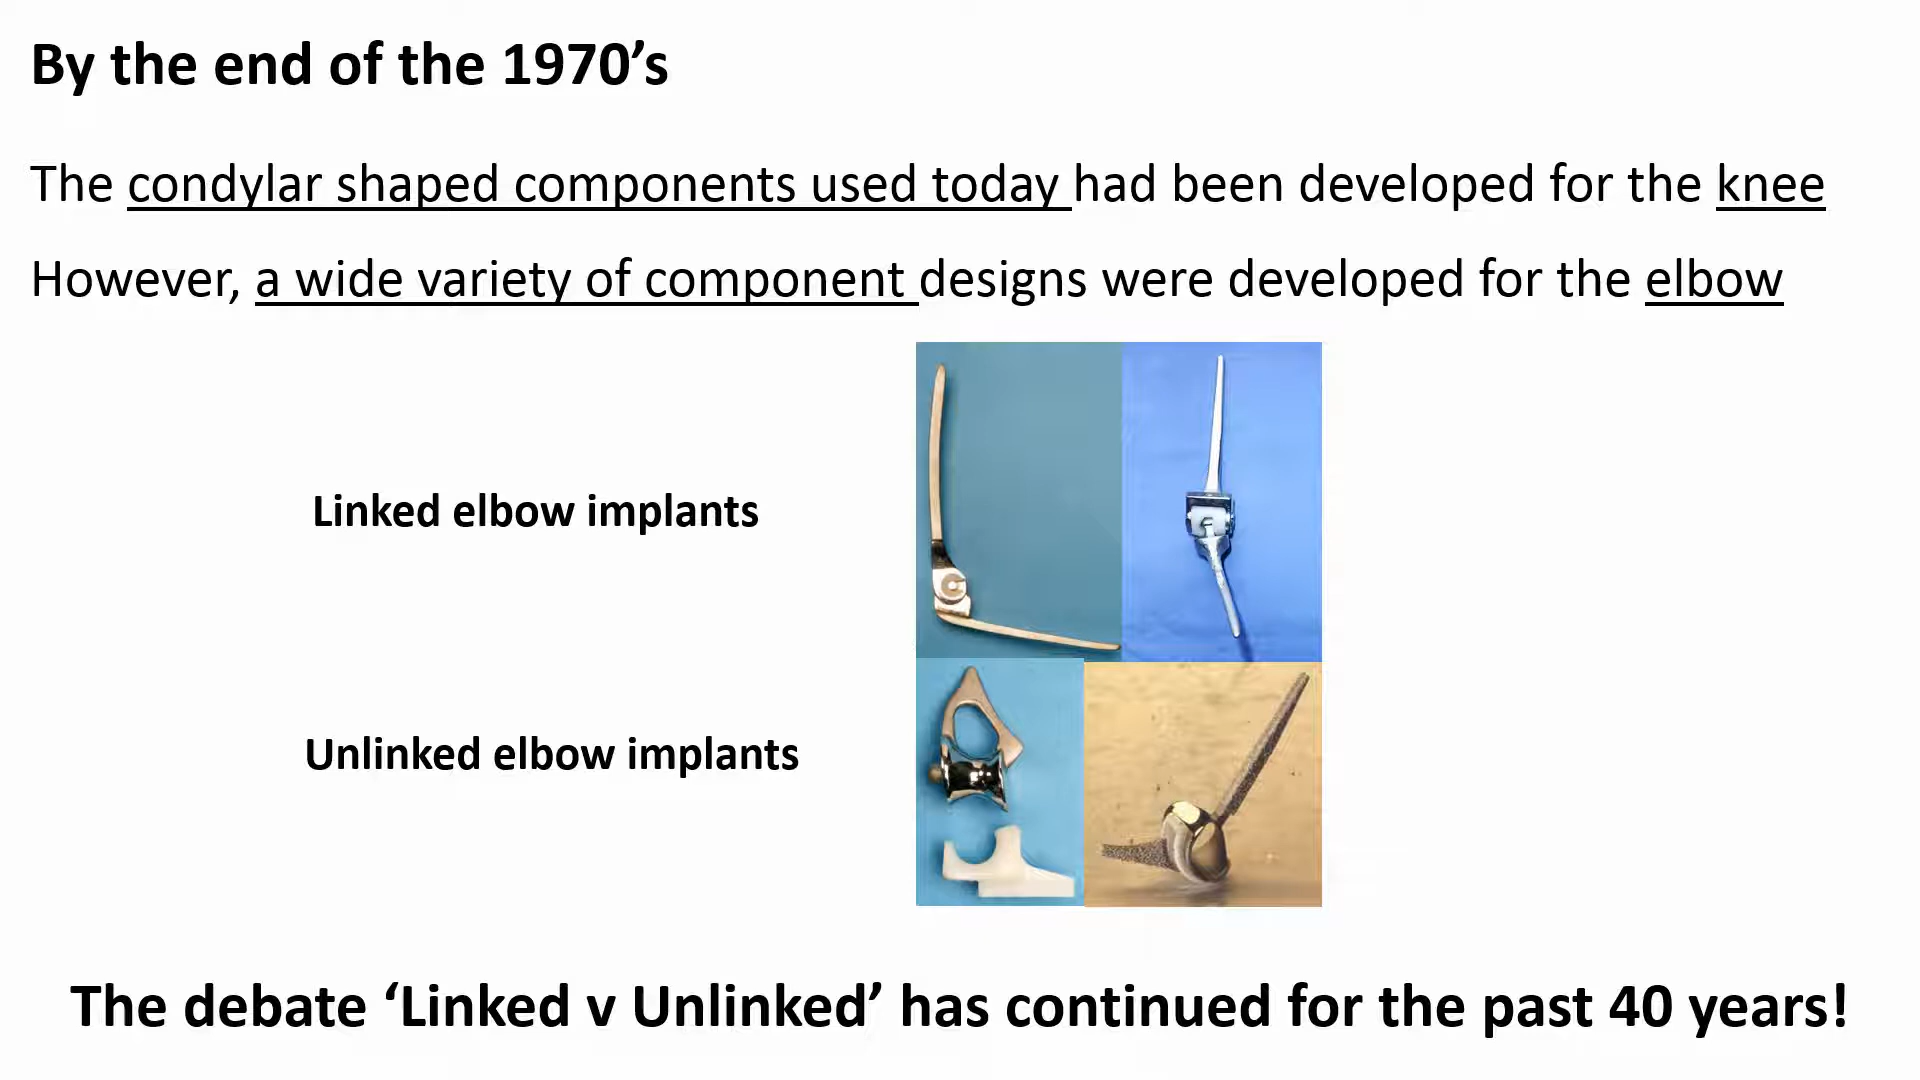 By the end of the 1970’s
The condylar shaped components used today had been developed for the knee
However, a wide variety of component designs were developed for the elbow
Linked elbow implants
Unlinked elbow implants
The debate ‘Linked v Unlinked’ has continued for the past 40 years!